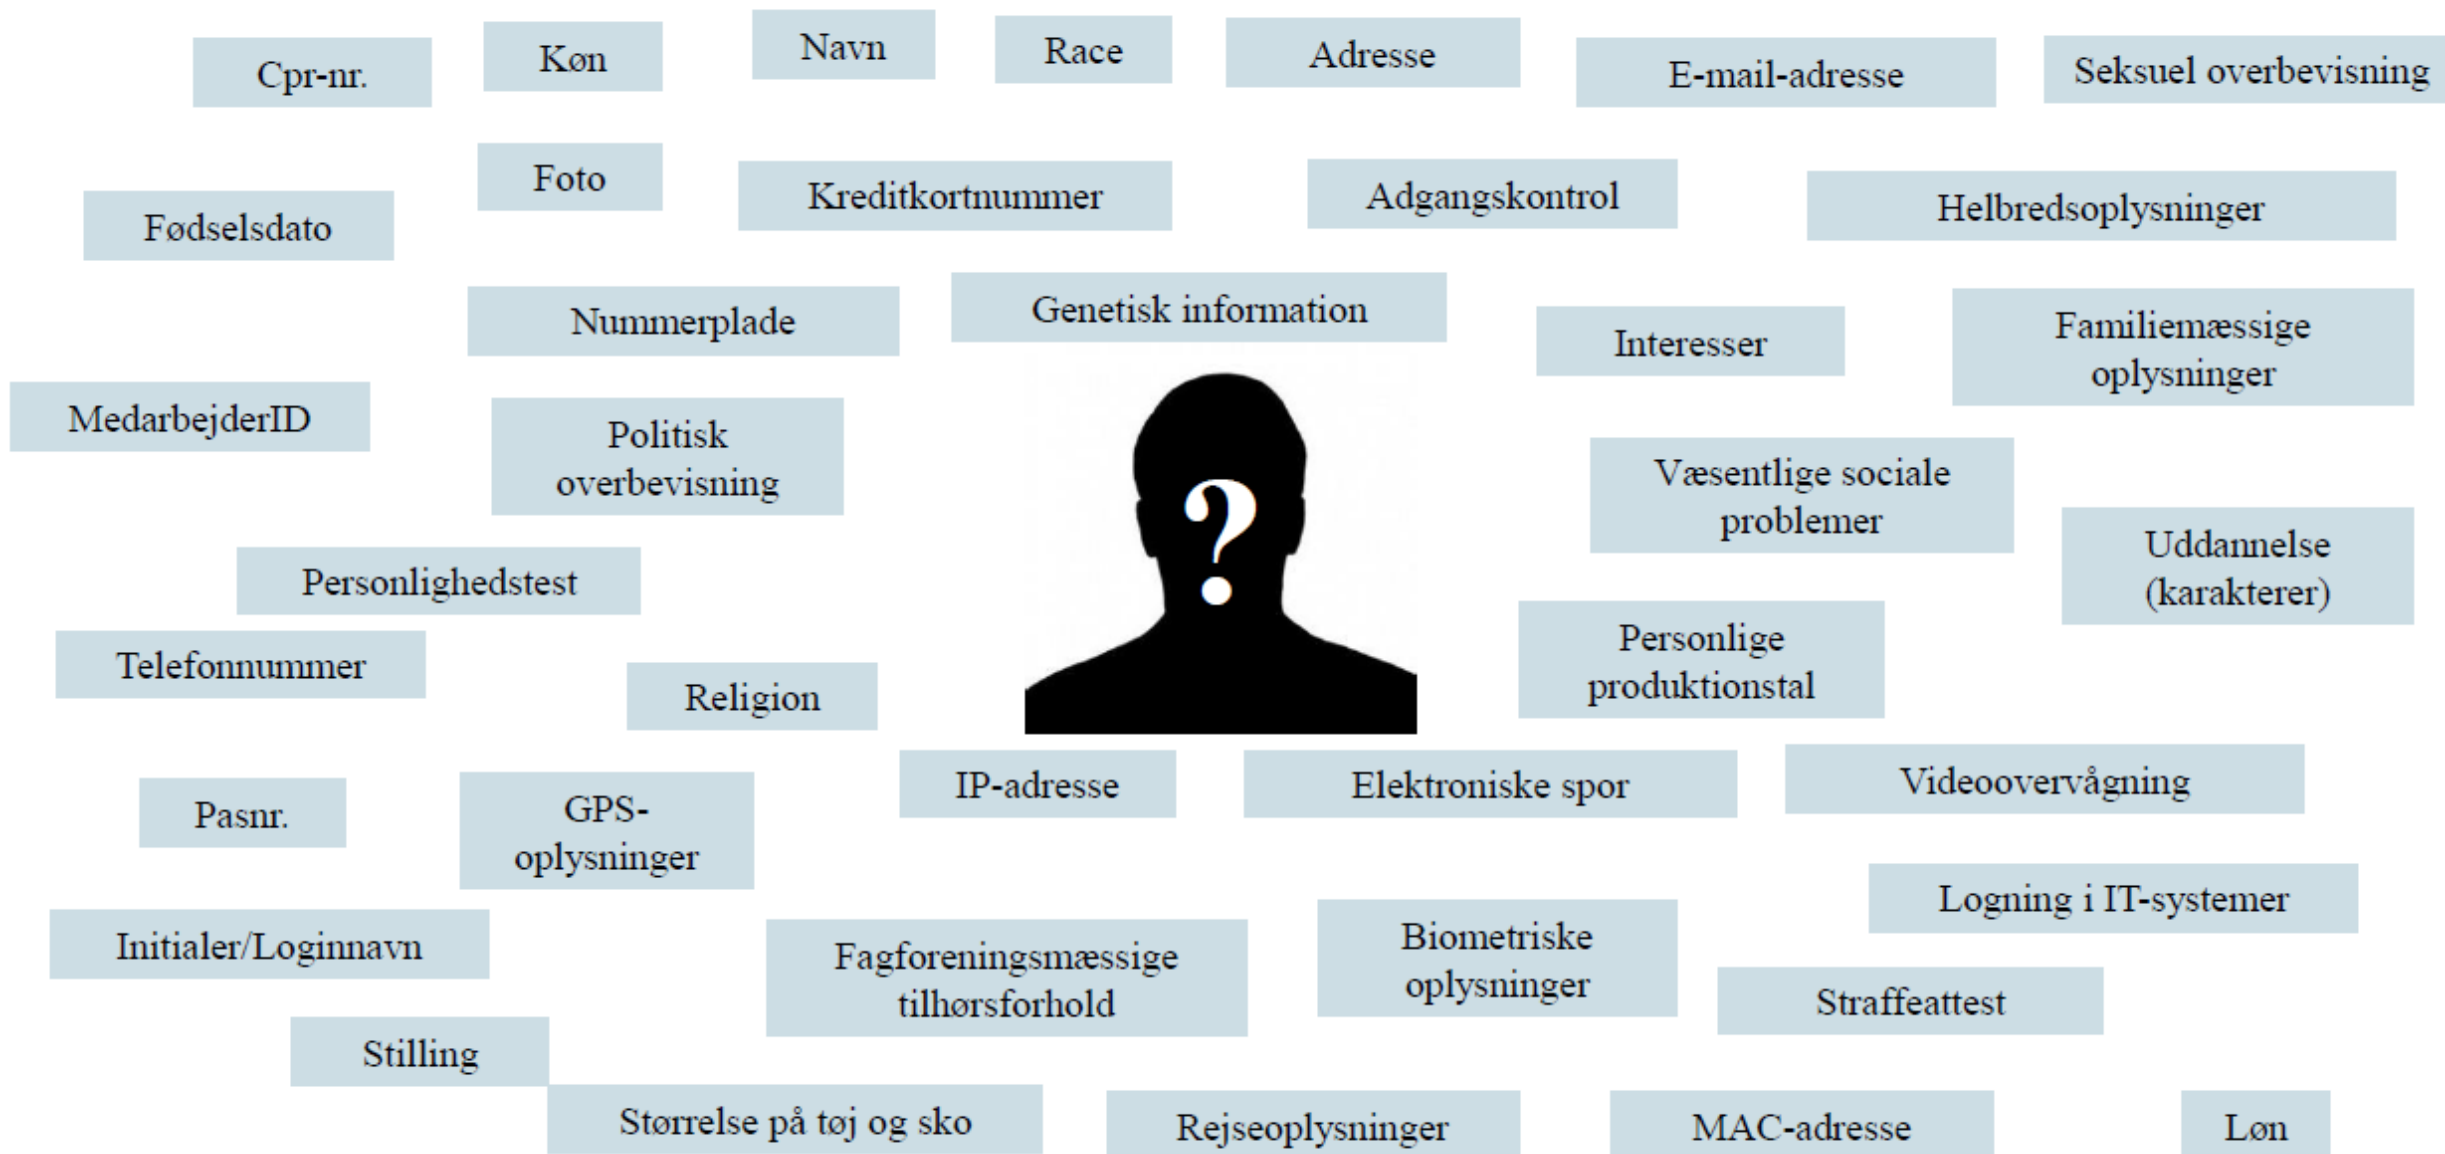 Cpr-nr.
Køn
Navn
Race
Adresse
E-mail-adresse
Seksuel overbevisning
Fødselsdato
Foto
Kreditkortnummer
Adgangskontrol
Helbredsoplysninger
Nummerplade
Genetisk information
Interesser
Familiemæssige
oplysninger
MedarbejderID
Politisk
overbevisning
?
Væsentlige sociale
problemer
Uddannelse
(karakterer)
Personlighedstest
Telefonnummer
Religion
Personlige
produktionstal
Pasnr.
GPS-
oplysninger
IP-adresse
Elektroniske spor
Videoovervågning
Logning i IT-systemer
Initialer/Loginnavn
Fagforeningsmæssige
tilhørsforhold
Biometriske
oplysninger
Straffeattest
Stilling
Størrelse på tøj og sko
Rejseoplysninger
MAC-adresse
Løn